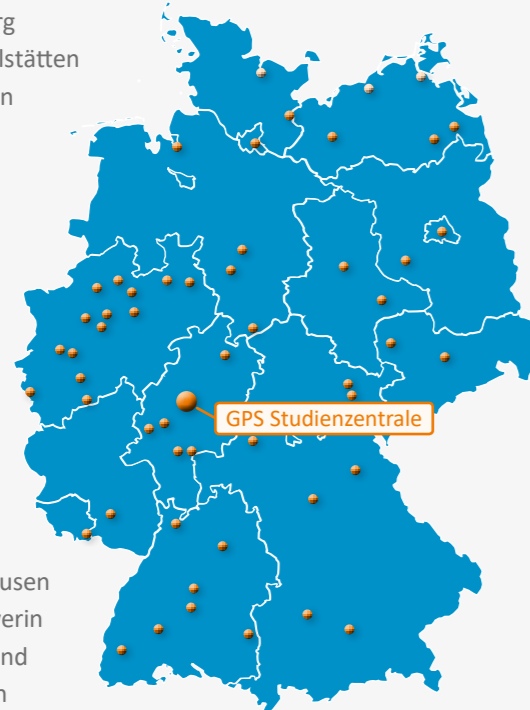 rg
lstätten
n
GPS Studienzentrale
usen
erin
nd
n